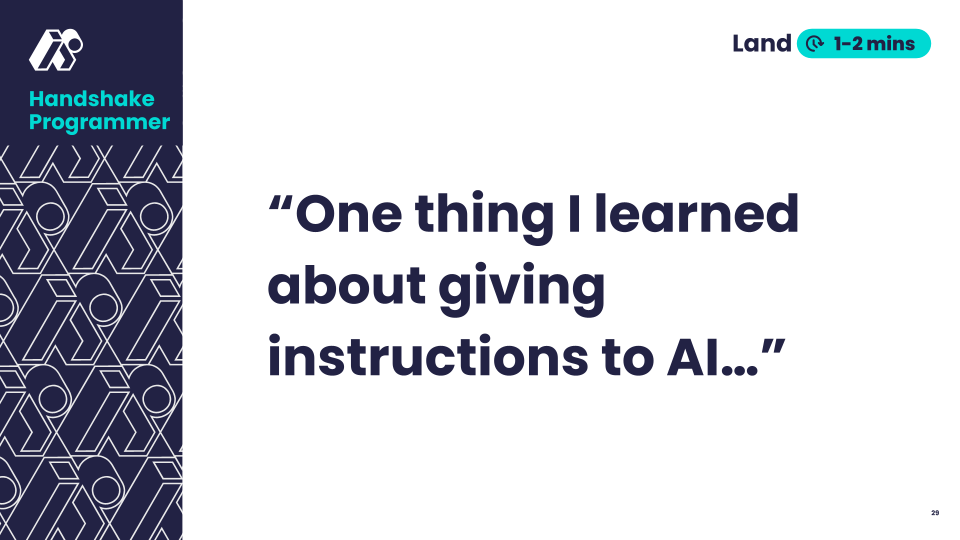 Handshake
Programmer
Land 1-2 mins
“One thing I learned
about giving
instructions to AI…”
29